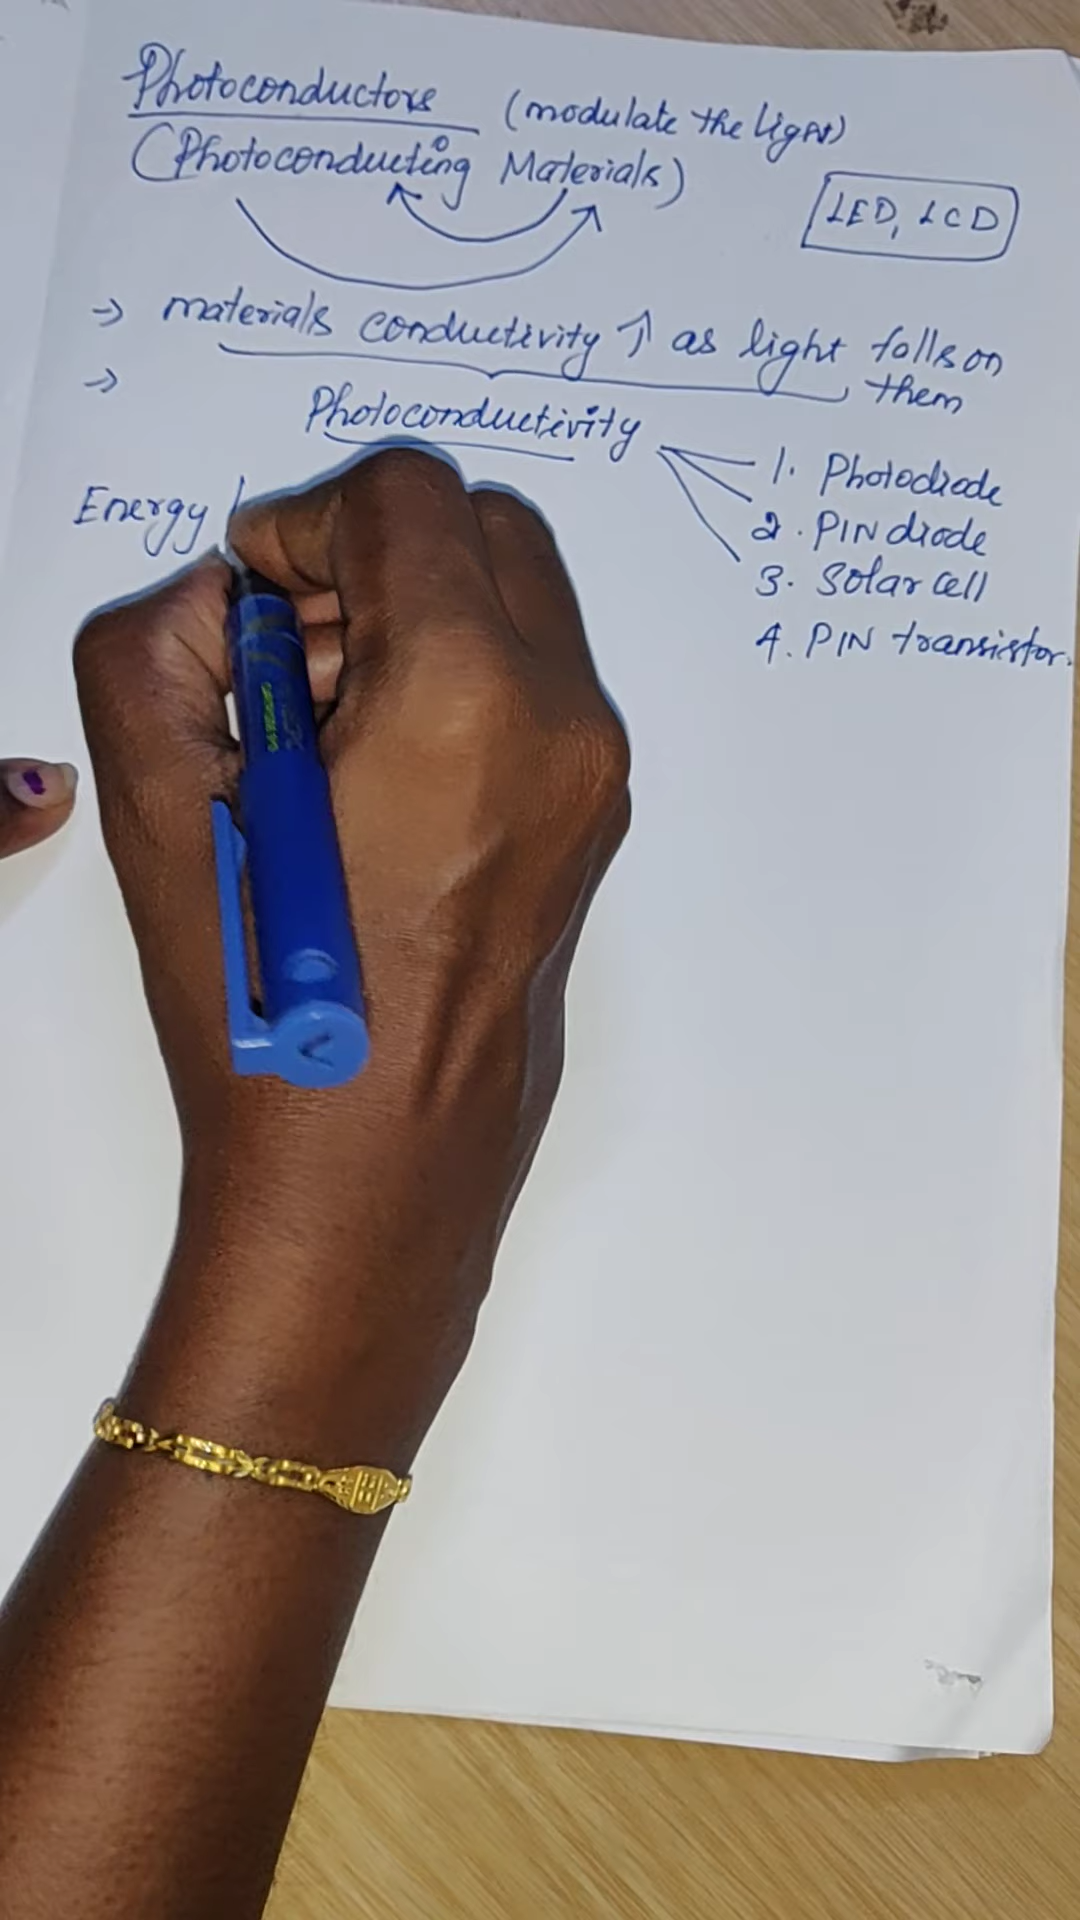 Photoconductors (modulate the light)
(Photoconducting Materials)
LED, LCD
→ materials conductivity ↑ as light falls on
them
→
Photoconductivity
1. Photodiode
2. PIN diode
3. Solar cell
4. PIN transistor.
Energy
V